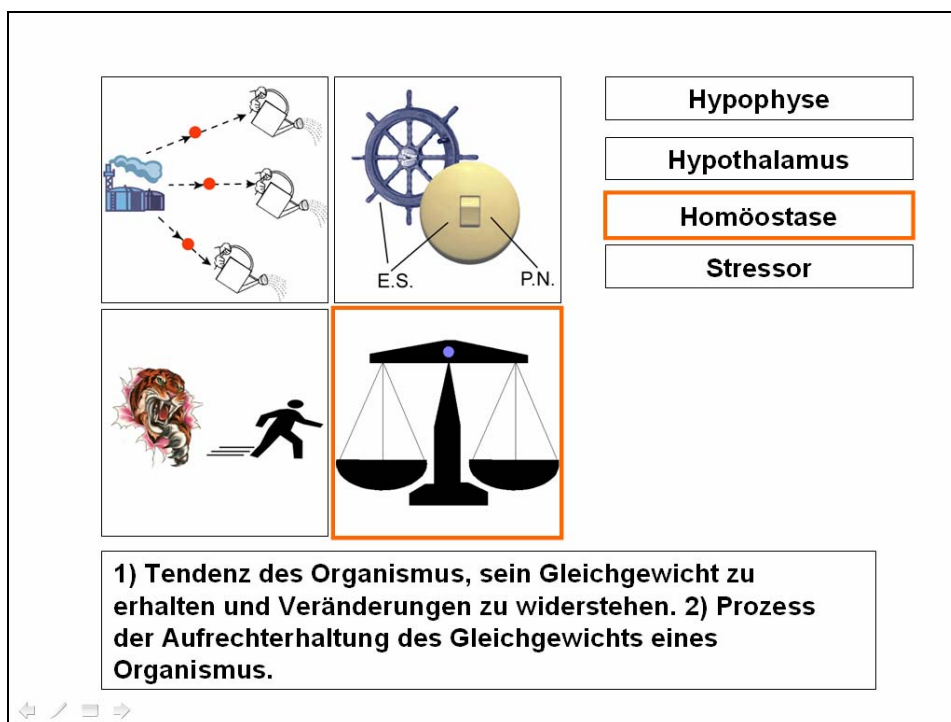 Hypophyse
Hypothalamus
Homöostase
Stressor
E.S.
P.N.
1) Tendenz des Organismus, sein Gleichgewicht zu
erhalten und Veränderungen zu widerstehen. 2) Prozess
der Aufrechterhaltung des Gleichgewichts eines
Organismus.